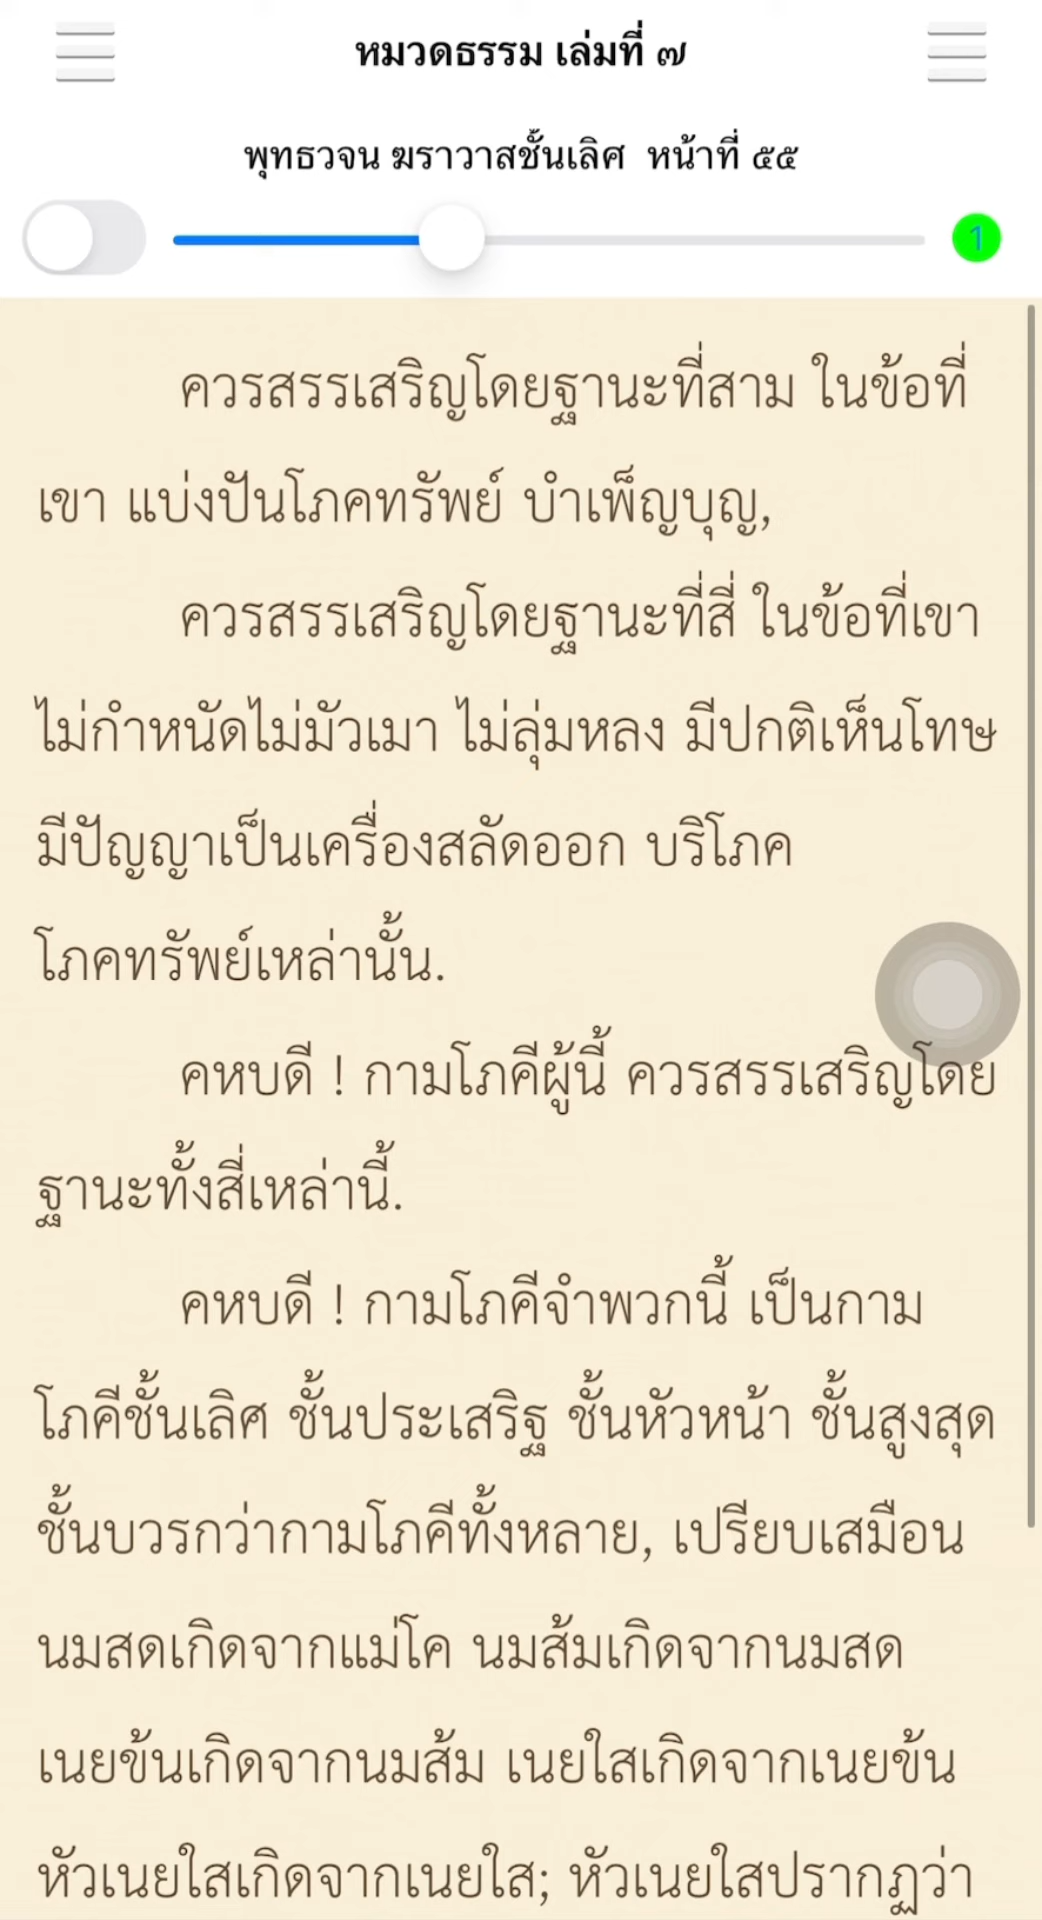 หมวดธรรม เล่มที่ ๗
พุทธวจน ฆราวาสชั้นเลิศ หน้าที่ ๕๕
1
ควรสรรเสริญโดยฐานะที่สาม ในข้อที่
เขา แบ่งปันโภคทรัพย์ บำเพ็ญบุญ,
ควรสรรเสริญโดยฐานะที่สี่ ในข้อที่เขา
ไม่กำหนัดไม่มัวเมา ไม่ลุ่มหลง มีปกติเห็นโทษ
มีปัญญาเป็นเครื่องสลัดออก บริโภค
โภคทรัพย์เหล่านั้น.
คหบดี ! กามโภคีผู้นี้ ควรสรรเสริญโดย
ฐานะทั้งสี่เหล่านี้.
คหบดี ! กามโภคีจำพวกนี้ เป็นกาม
โภคีชั้นเลิศ ชั้นประเสริฐ ชั้นหัวหน้า ชั้นสูงสุด
ชั้นบวรกว่ากามโภคีทั้งหลาย, เปรียบเสมือน
นมสดเกิดจากแม่โค นมส้มเกิดจากนมสด
เนยข้นเกิดจากนมส้ม เนยใสเกิดจากเนยข้น
หัวเนยใสเกิดจากเนยใส; หัวเนยใสปรากฏว่า